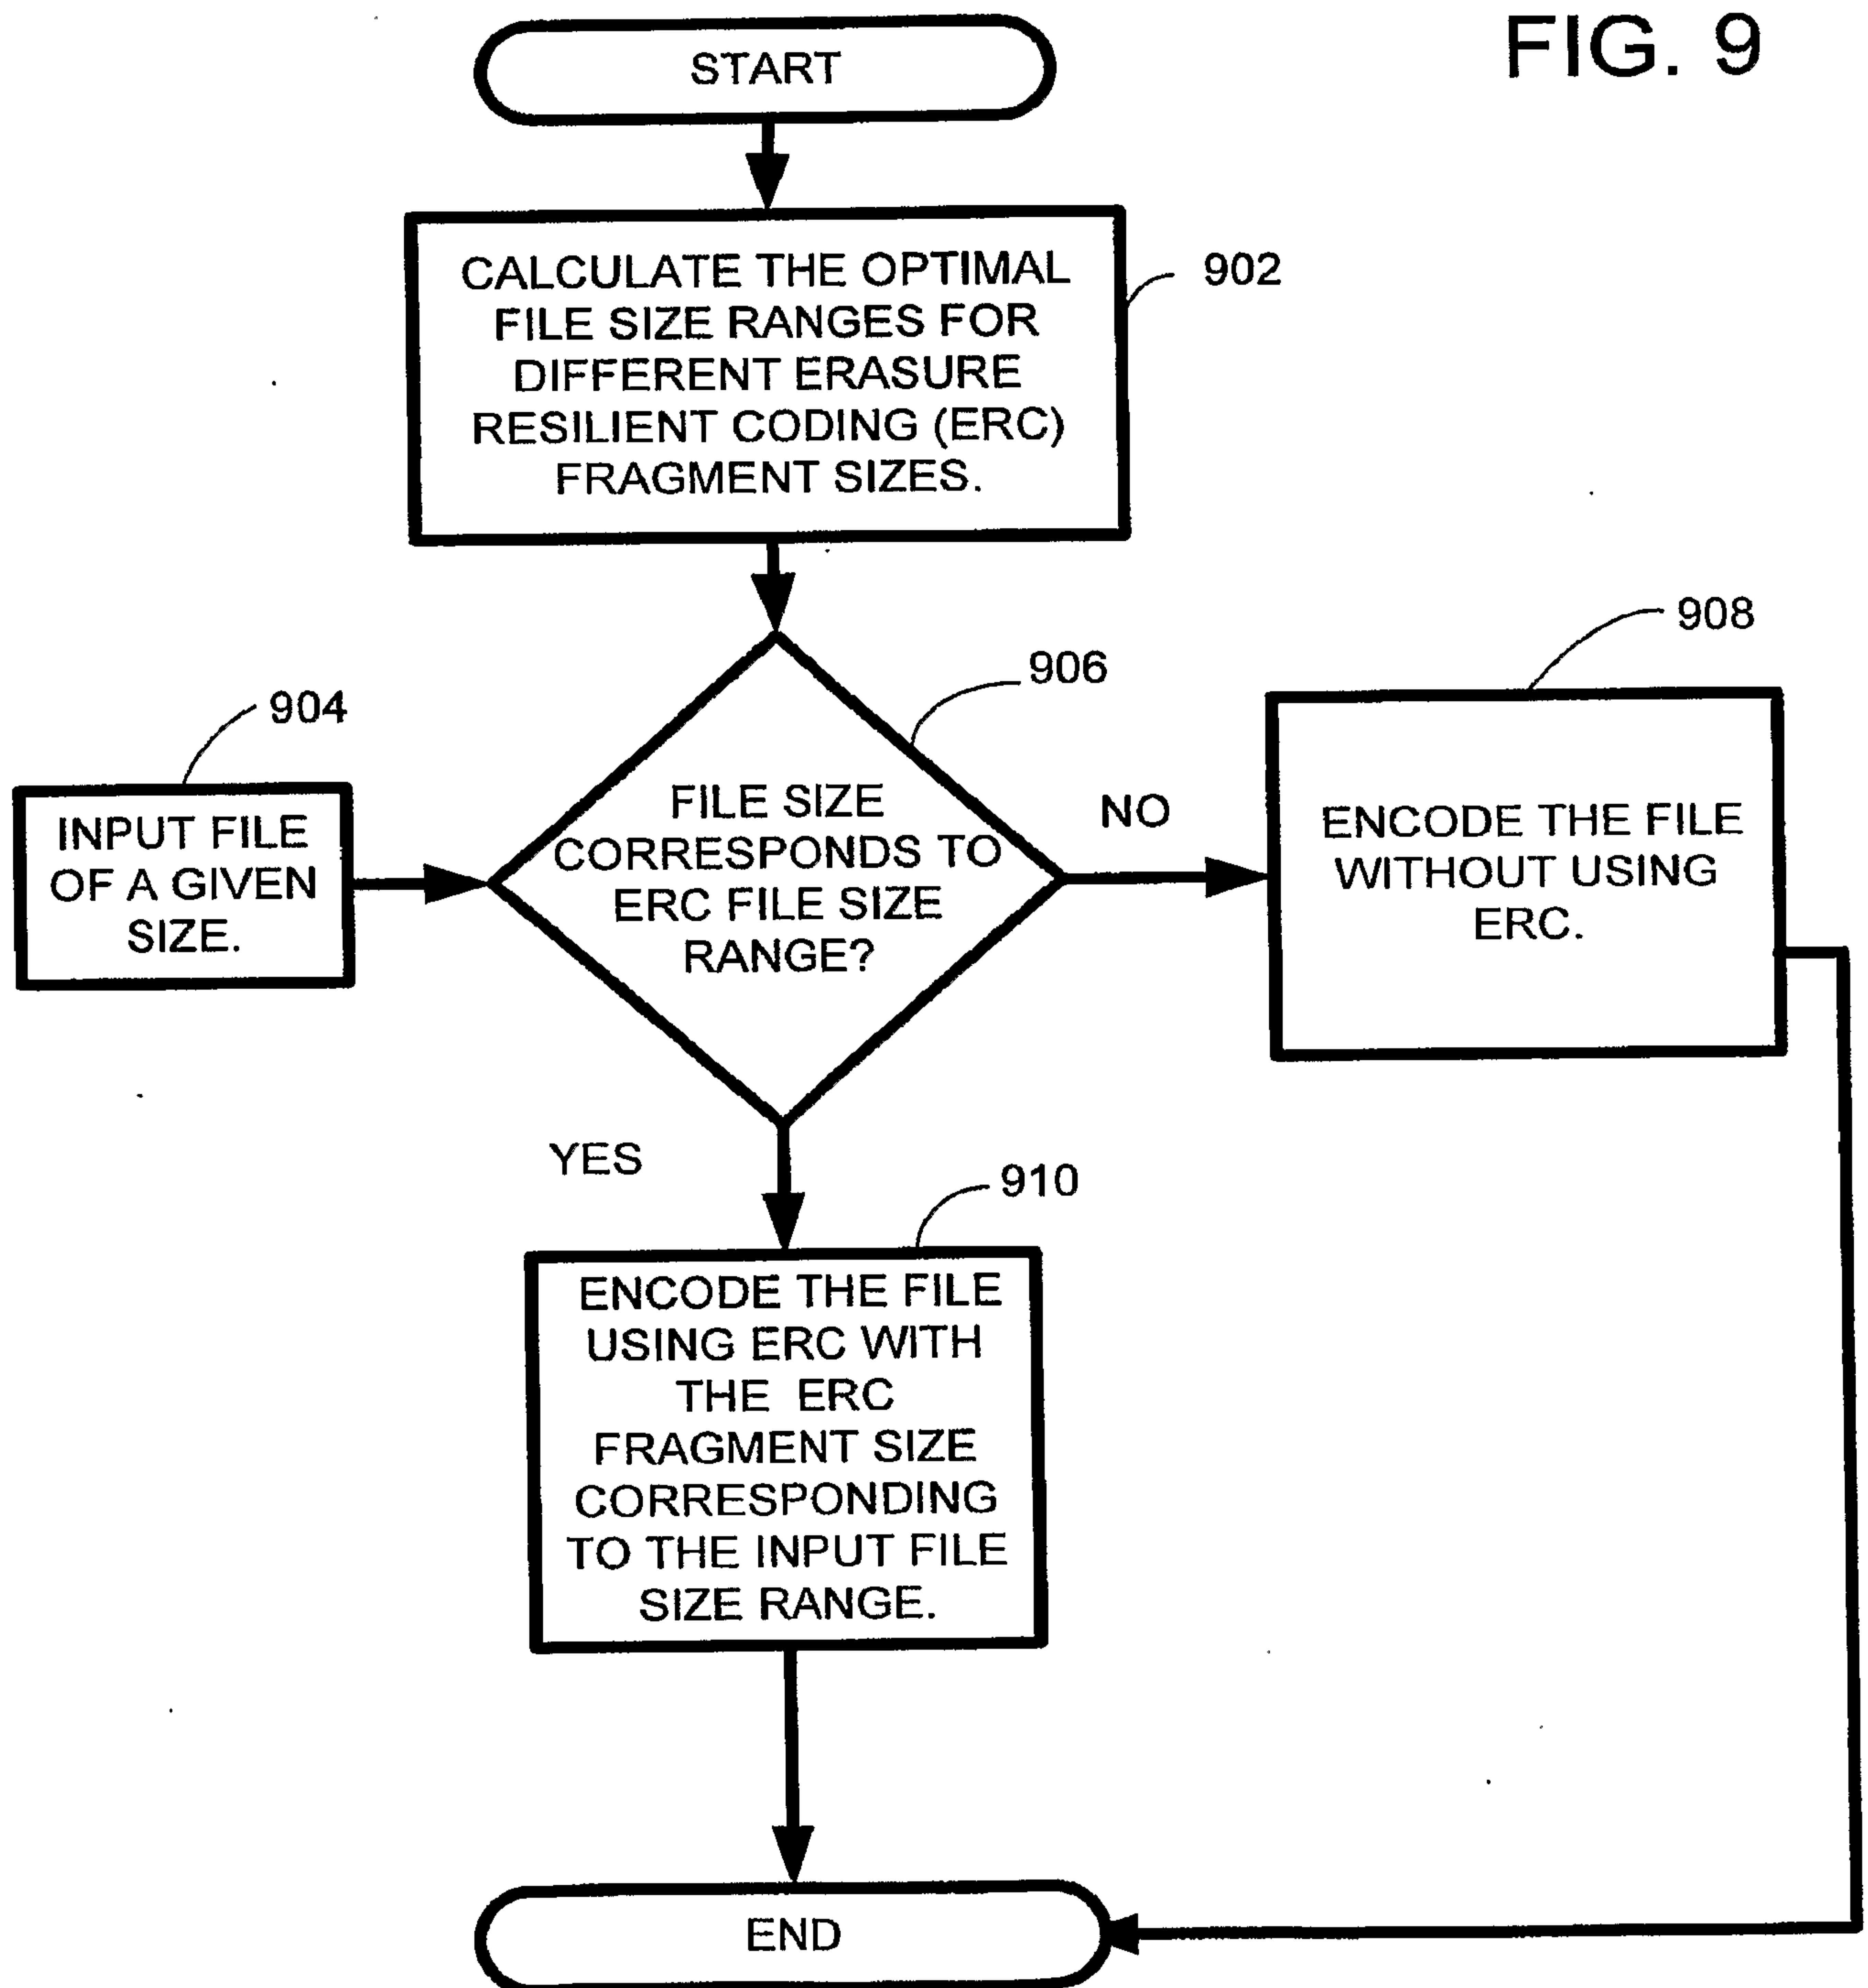 FIG. 9
START
CALCULATE THE OPTIMAL
FILE SIZE RANGES FOR
DIFFERENT ERASURE
RESILIENT CODING (ERC)
FRAGMENT SIZES.
902
904
INPUT FILE
OF A GIVEN
SIZE.
906
FILE SIZE
CORRESPONDS TO
ERC FILE SIZE
RANGE?
NO
908
ENCODE THE FILE
WITHOUT USING
ERC.
YES
910
ENCODE THE FILE
USING ERC WITH
THE ERC
FRAGMENT SIZE
CORRESPONDING
TO THE INPUT FILE
SIZE RANGE.
END